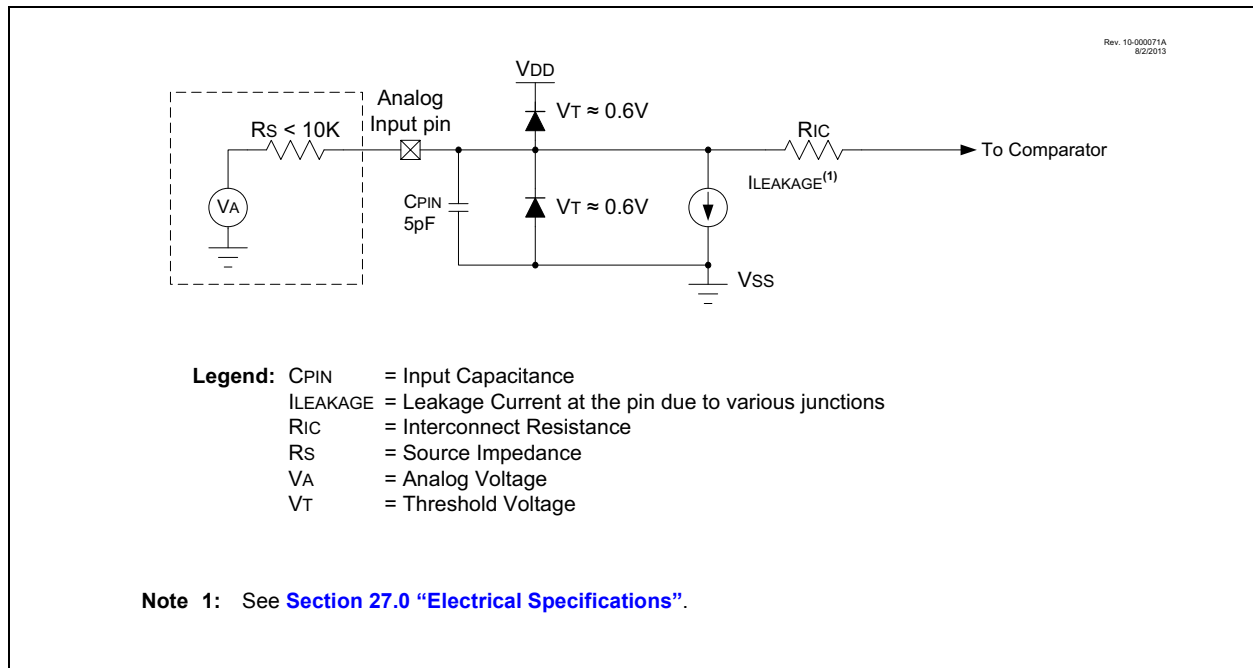 Rev. 10-000071A
8/2/2013
VDD
Analog
Input pin
VT ≈ 0.6V
RS < 10K
RIC
To Comparator
ILEAKAGE(1)
VA
CPIN
5pF
VT ≈ 0.6V
VSS
Legend: CPIN = Input Capacitance
ILEAKAGE = Leakage Current at the pin due to various junctions
RIC = Interconnect Resistance
RS = Source Impedance
VA = Analog Voltage
VT = Threshold Voltage
Note 1: See Section 27.0 “Electrical Specifications”.